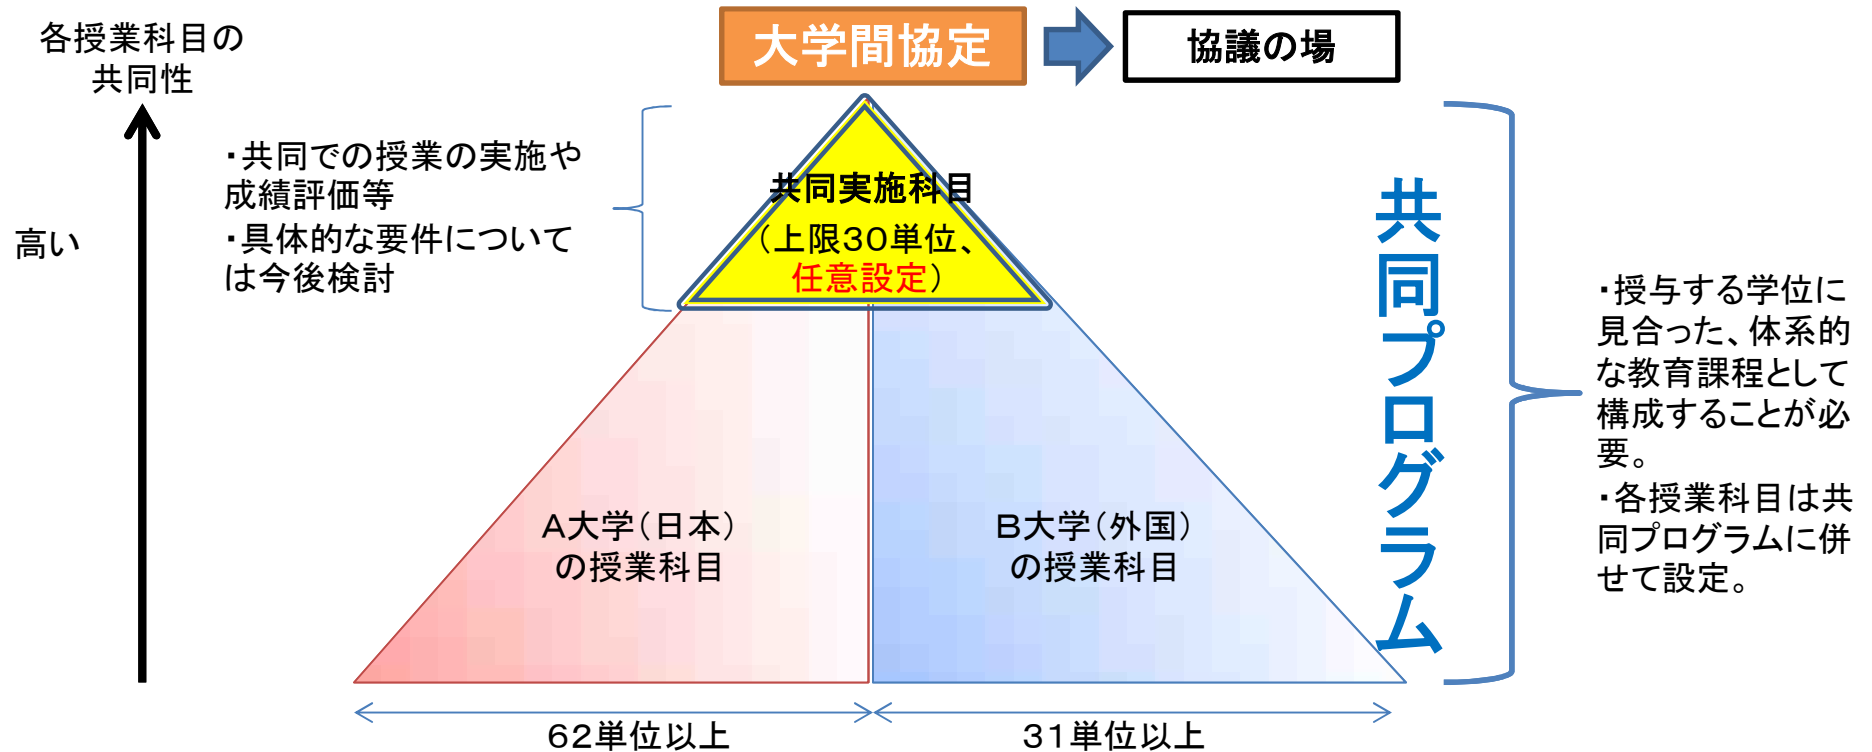 各授業科目の
共同性
高い
大学間協定
協議の場
・共同での授業の実施や
成績評価等
・具体的な要件について
は今後検討
共同実施科目
（上限３０単位、
任意設定）
共同プログラム
・授与する学位に
見合った、体系的
な教育課程として
構成することが必
要。
・各授業科目は共
同プログラムに併
せて設定。
Ａ大学（日本）
の授業科目
Ｂ大学（外国）
の授業科目
６２単位以上
３１単位以上